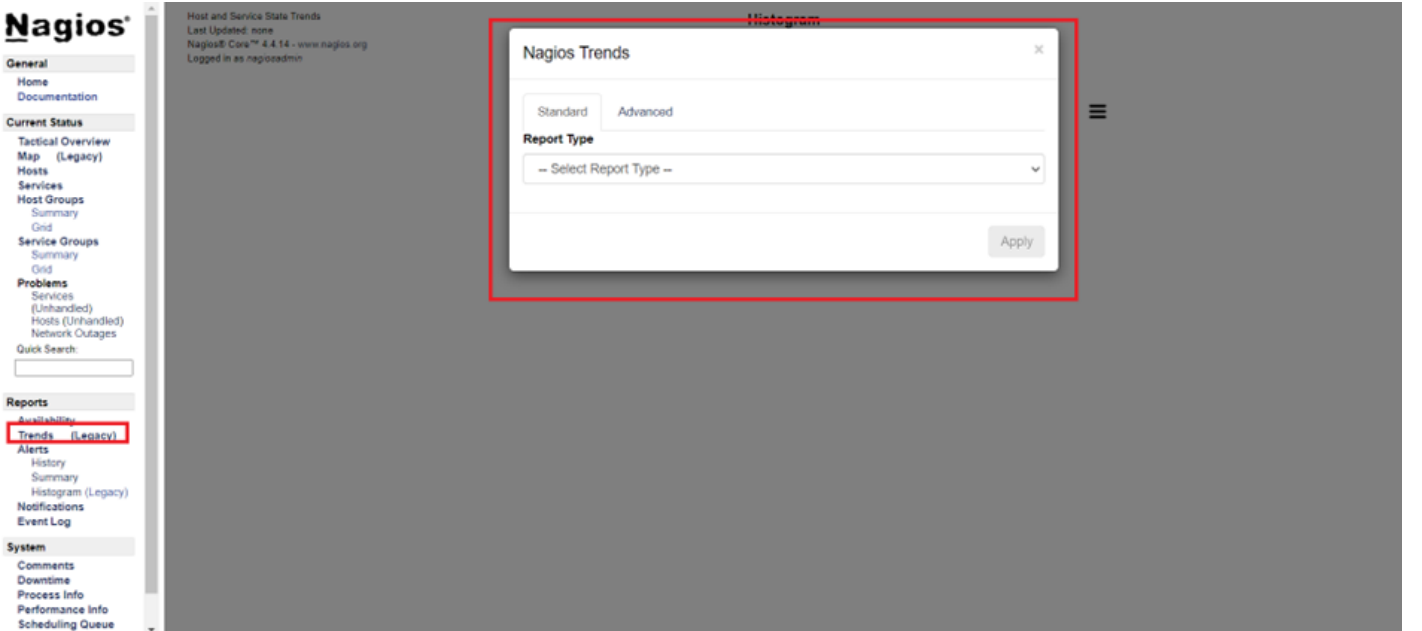 Nagios®
General
Home
Documentation
Current Status
Tactical Overview
Map (Legacy)
Hosts
Services
Host Groups
Summary
Grid
Service Groups
Summary
Grid
Problems
Services
(Unhandled)
Hosts (Unhandled)
Network Outages
Quick Search:
Reports
Availability
Trends (Legacy)
Alerts
History
Summary
Histogram (Legacy)
Notifications
Event Log
System
Comments
Downtime
Process Info
Performance Info
Scheduling Queue
Host and Service State Trends
Last Updated: none
Nagios® Core™ 4.4.14 - www.nagios.org
Logged in as nagiosadmin
Histogram
Nagios Trends
×
Standard Advanced
Report Type
-- Select Report Type --
Apply